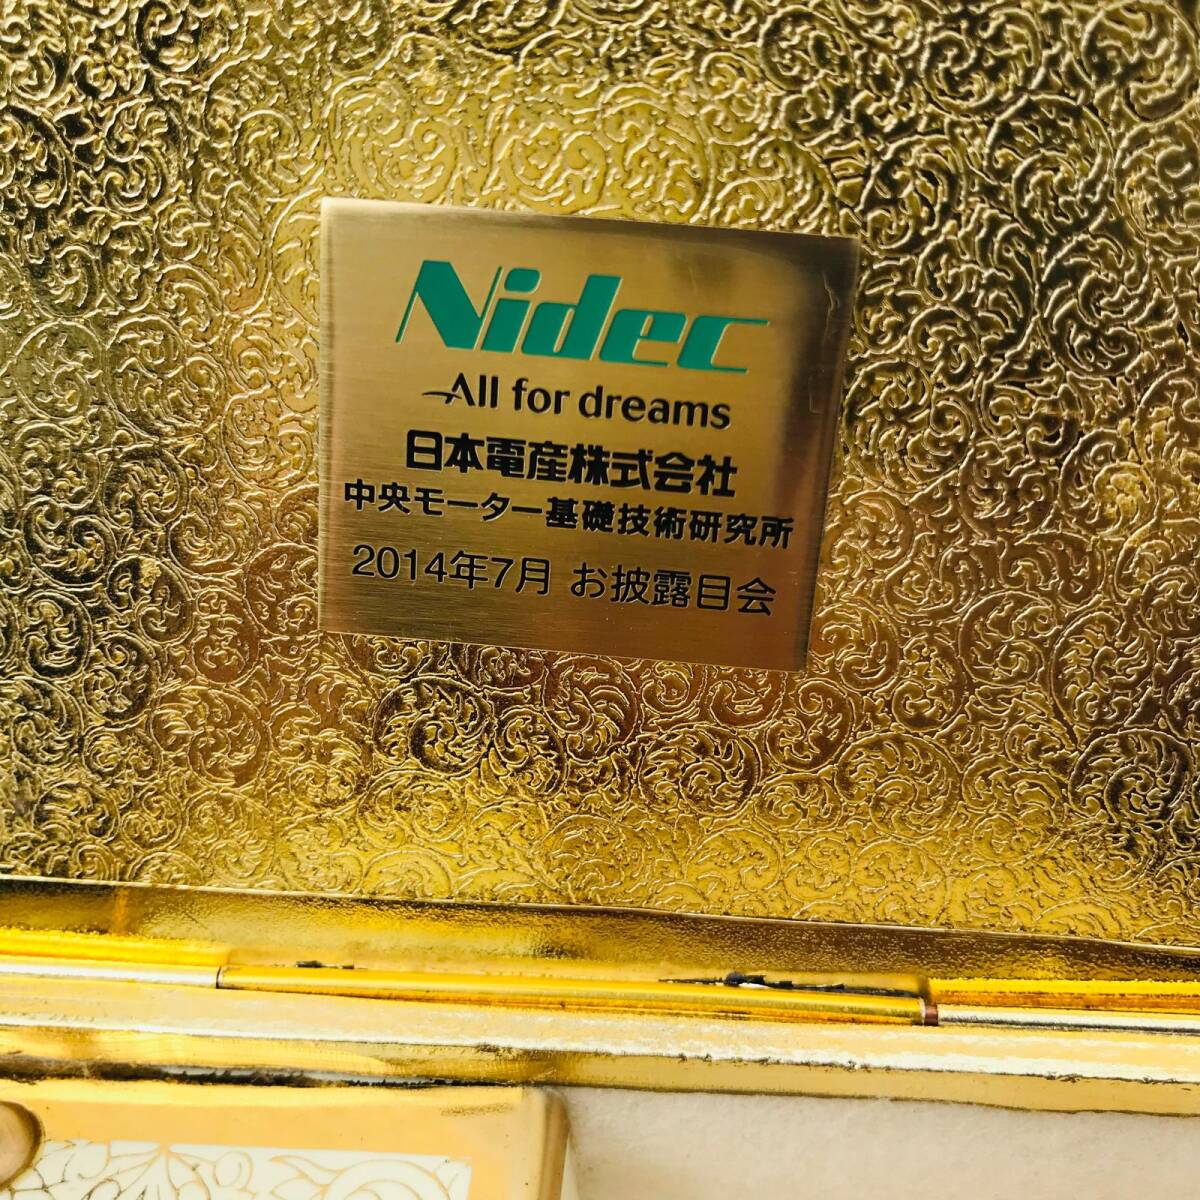 Nidec
All for dreams
日本電産株式会社
中央モーター基礎技術研究所
2014年7月 お披露目会